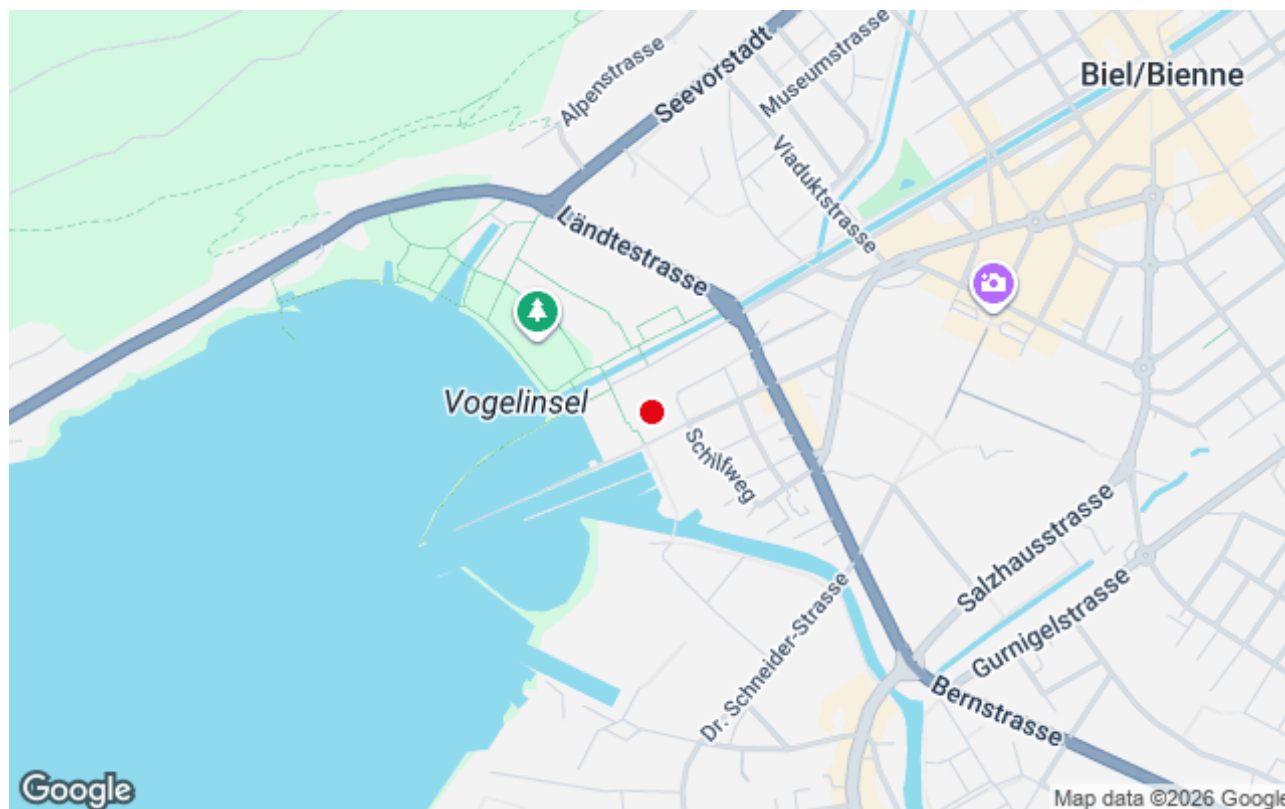 Alpenstrasse
Seevorstadt
Museumstrasse
Biel/Bienne
Viaduktstrasse
Ländtestrasse
Vogelinsel
Schilfweg
Salzhausstrasse
Dr. Schneider-Strasse
Gurnigelstrasse
Bernstrasse
Google
Map data ©2026 Google